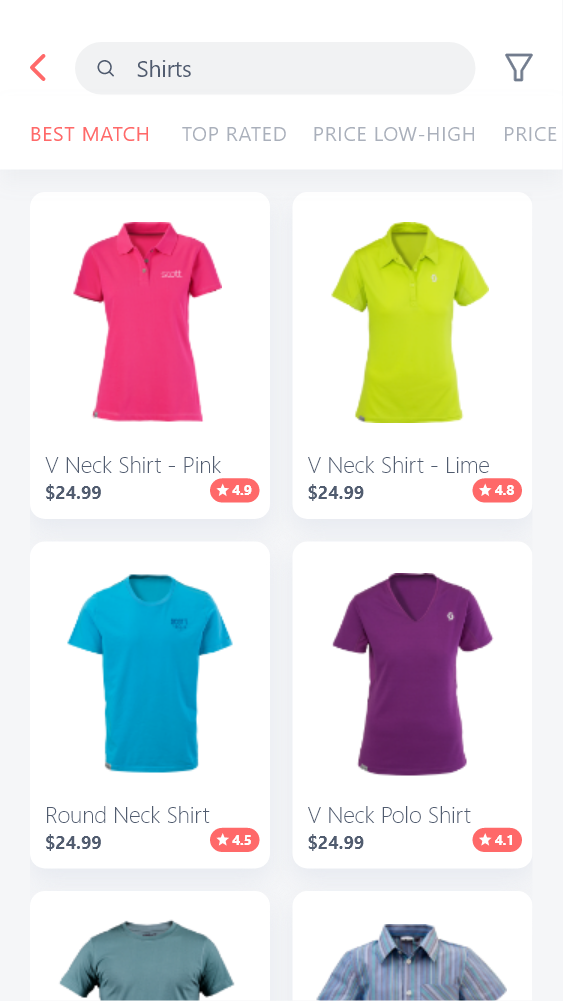 Shirts
BEST MATCH TOP RATED PRICE LOW-HIGH PRICE
scott
V Neck Shirt - Pink
$24.99
4.9
V Neck Shirt - Lime
$24.99
4.8
Round Neck Shirt
$24.99
4.5
V Neck Polo Shirt
$24.99
4.1